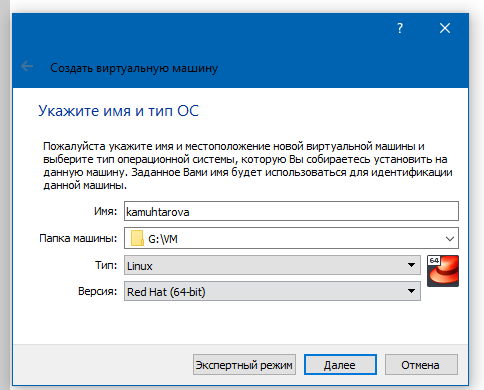 ?
Создать виртуальную машину
Укажите имя и тип ОС
Пожалуйста укажите имя и местоположение новой виртуальной машины и
выберите тип операционной системы, которую Вы собираетесь установить на
данную машину. Заданное Вами имя будет использоваться для идентификации
данной машины.
Имя: kamuhtarova
Папка машины: G:\VM
Тип: Linux
64
Версия: Red Hat (64-bit)
Экспертный режим Далее Отмена